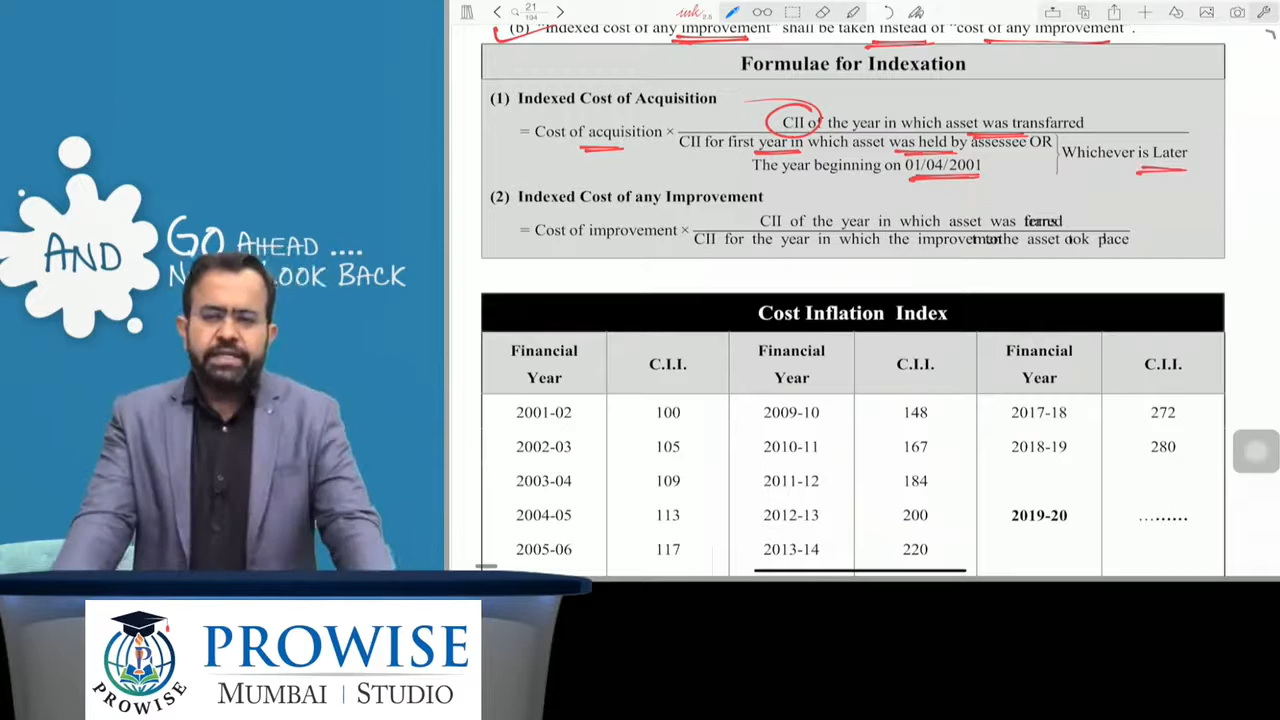 21
194
ink 2.5
(b) "Indexed cost of any improvement" shall be taken instead of "cost of any improvement".
Formulae for Indexation
(1) Indexed Cost of Acquisition
= Cost of acquisition × CII of the year in which asset was transfarred
CII for first year in which asset was held by assessee OR
The year beginning on 01/04/2001
Whichever is Later
(2) Indexed Cost of any Improvement
= Cost of improvement × CII of the year in which asset was
CII for the year in which the improvement to the asset took place
AND
GO AHEAD ....
LOOK BACK
Cost Inflation Index
Financial Year C.I.I. Financial Year C.I.I. Financial Year C.I.I.
2001-02 100 2009-10 148 2017-18 272
2002-03 105 2010-11 167 2018-19 280
2003-04 109 2011-12 184
2004-05 113 2012-13 200 2019-20 .........
2005-06 117 2013-14 220
PROWISE
PROWISE
MUMBAI | STUDIO